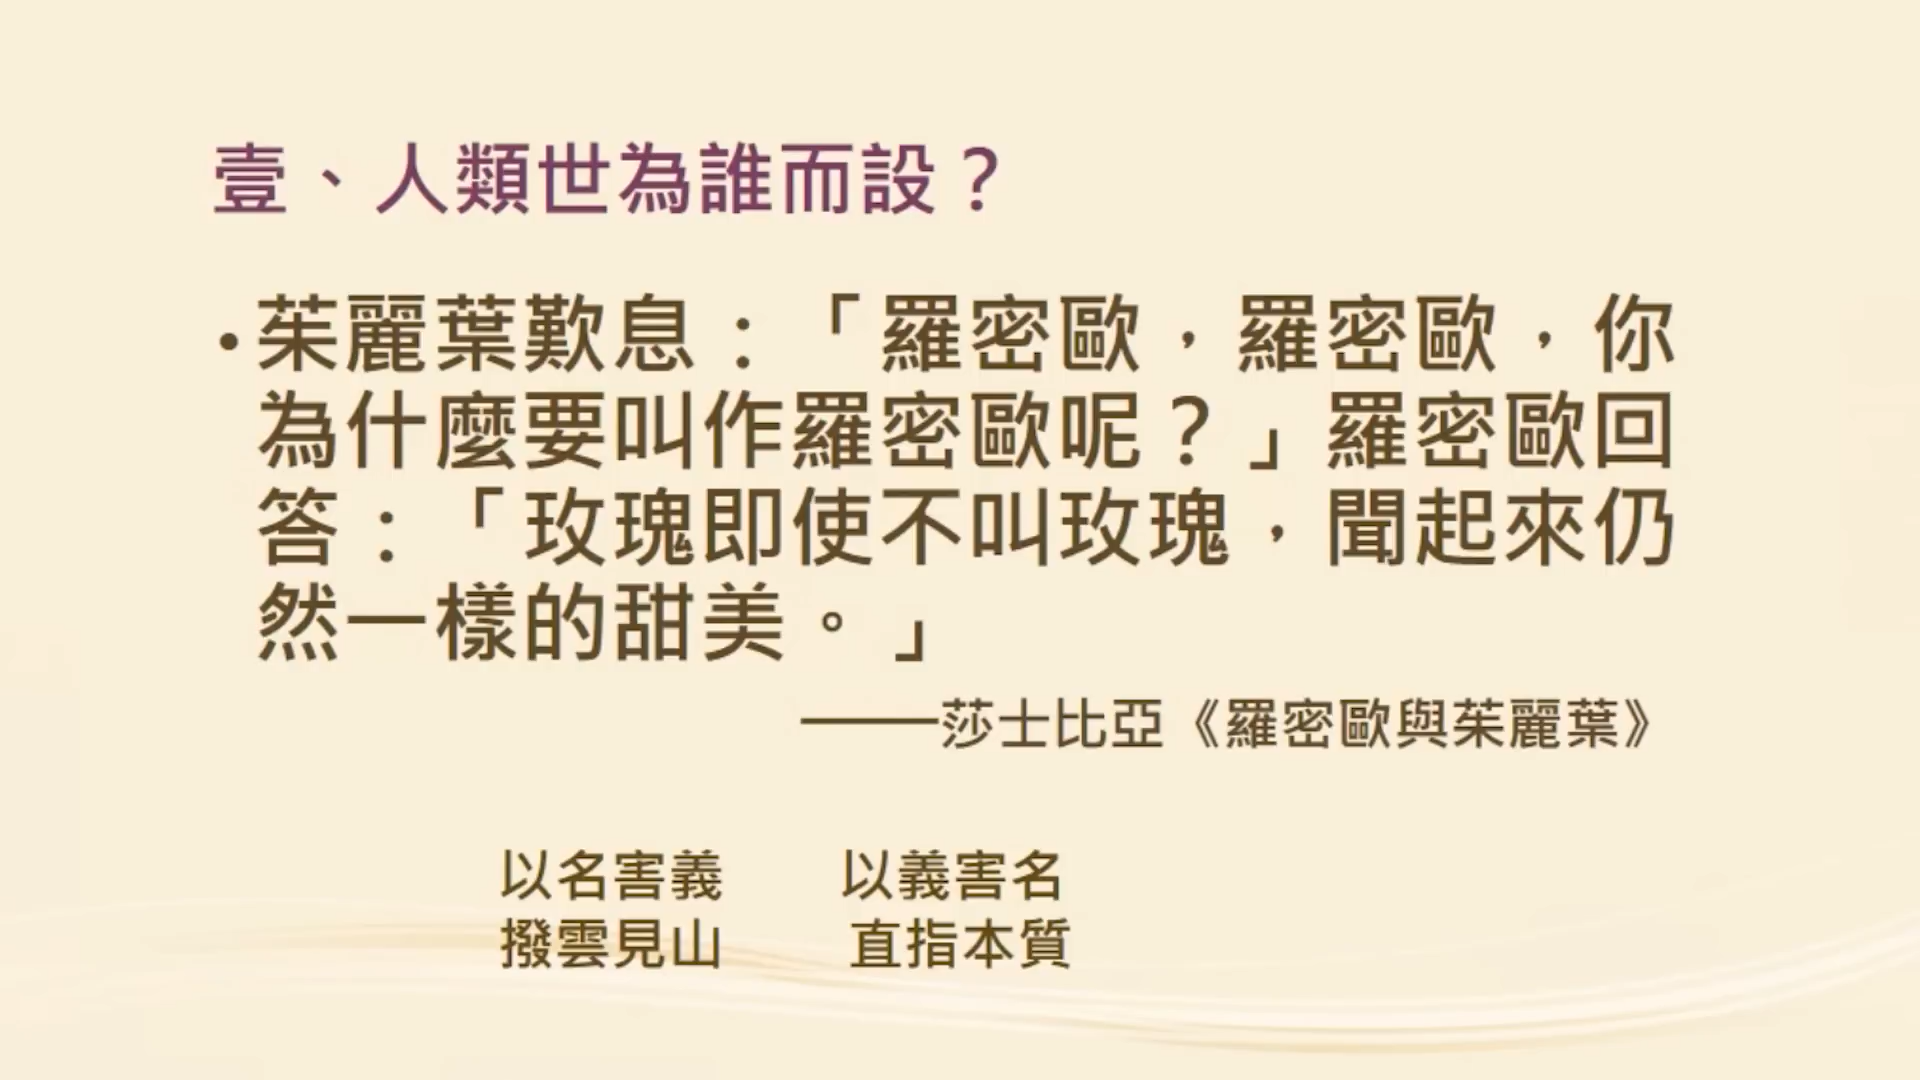 壹、人類世為誰而設？
•茱麗葉歎息：「羅密歐，羅密歐，你
為什麼要叫作羅密歐呢？」羅密歐回
答：「玫瑰即使不叫玫瑰，聞起來仍
然一樣的甜美。」
——莎士比亞《羅密歐與茱麗葉》
以名害義　　以義害名
撥雲見山　　直指本質